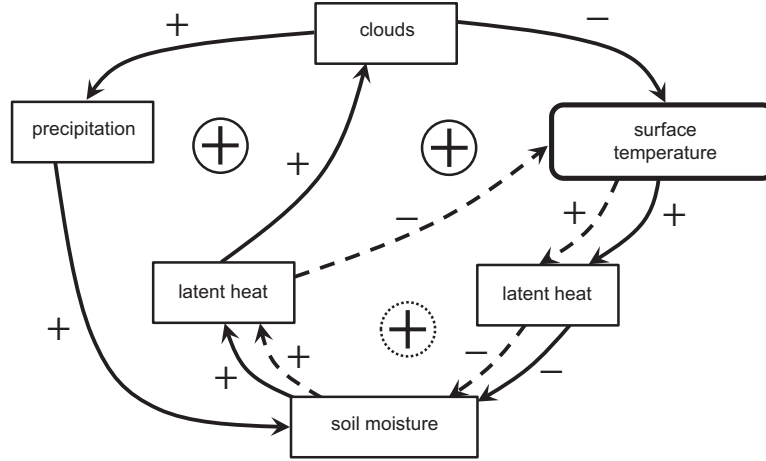 clouds
+
−
precipitation
surface
temperature
+
+
+
−
+
+
latent heat
latent heat
+
+
+
+
−
−
soil moisture